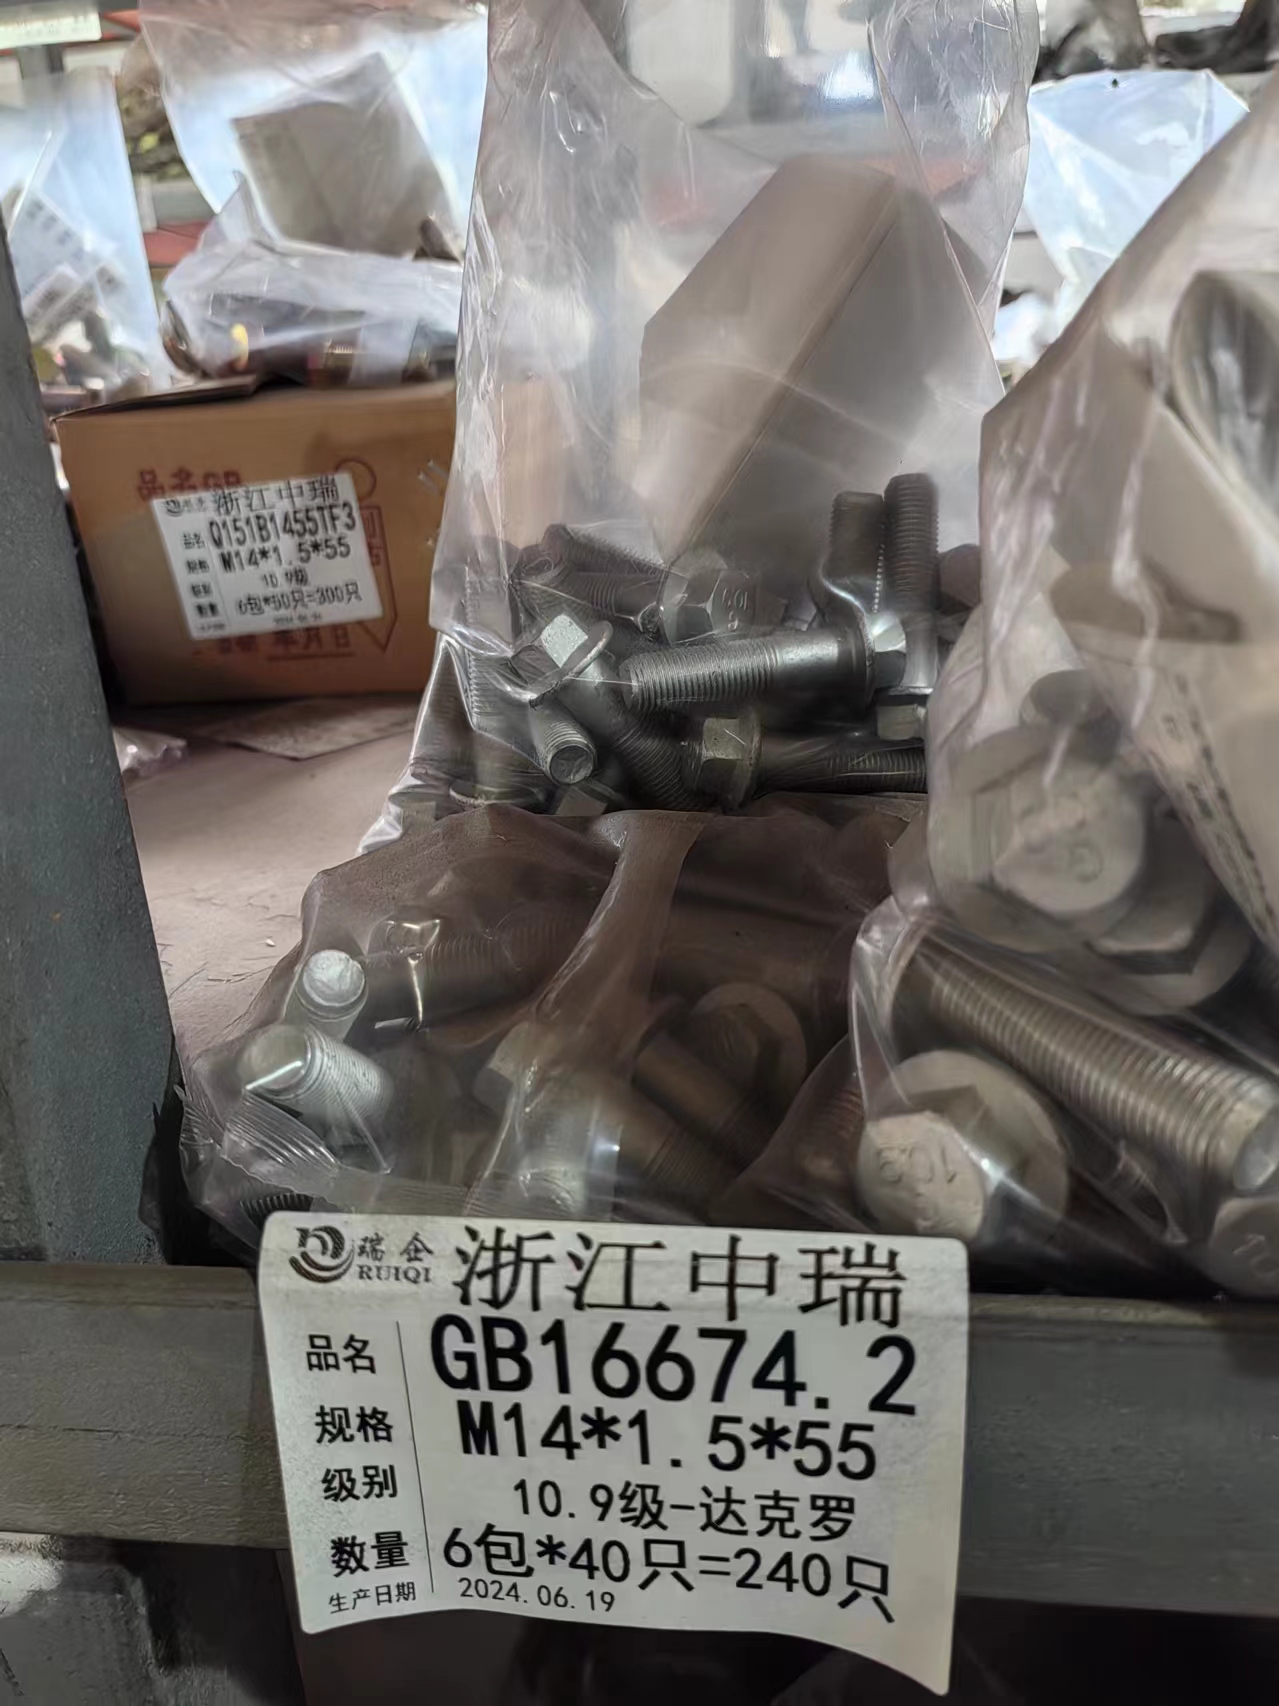 品名GB
浙江中瑞
品名 Q151B1455TF3
规格 M14*1.5*55
级别 10.9级
数量 6包*50只=300只
年月日
瑞企
RUIQI
浙江中瑞
品名 GB16674.2
规格 M14*1.5*55
级别 10.9级-达克罗
数量 6包*40只=240只
生产日期 2024.06.19
10.9